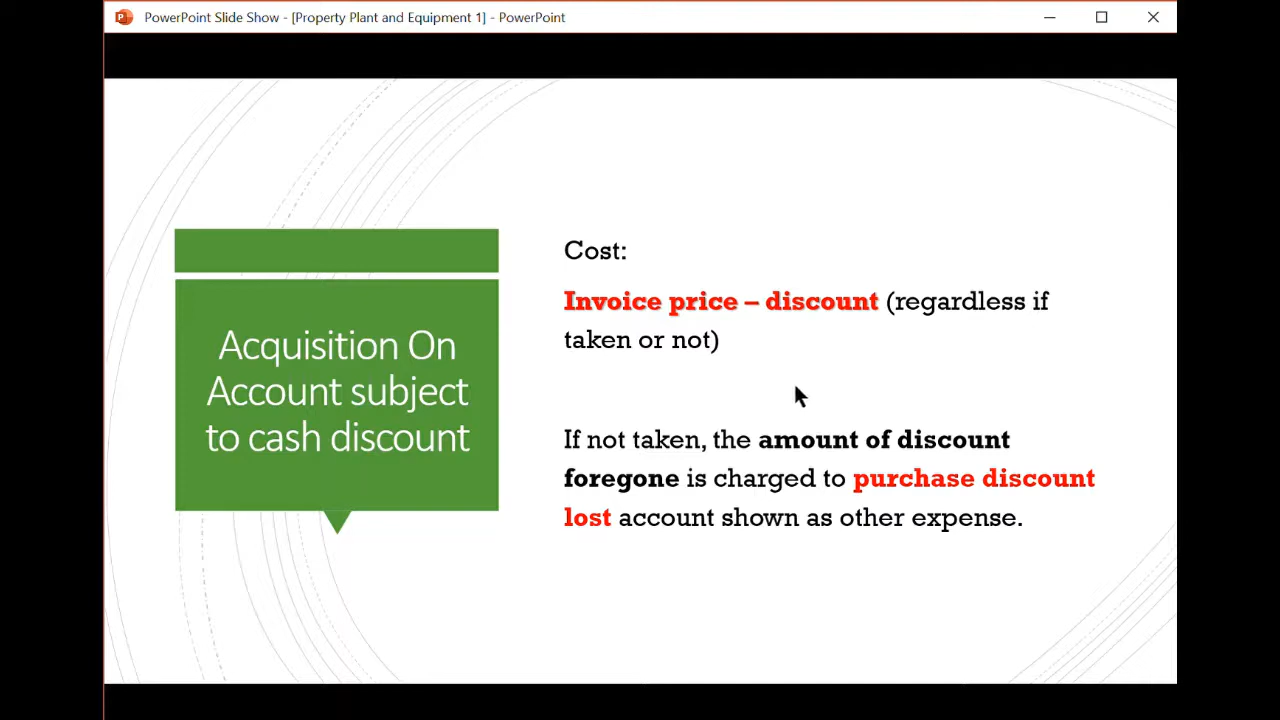 PowerPoint Slide Show - [Property Plant and Equipment 1] - PowerPoint
Acquisition On
Account subject
to cash discount
Cost:
Invoice price – discount (regardless if
taken or not)
If not taken, the amount of discount
foregone is charged to purchase discount
lost account shown as other expense.